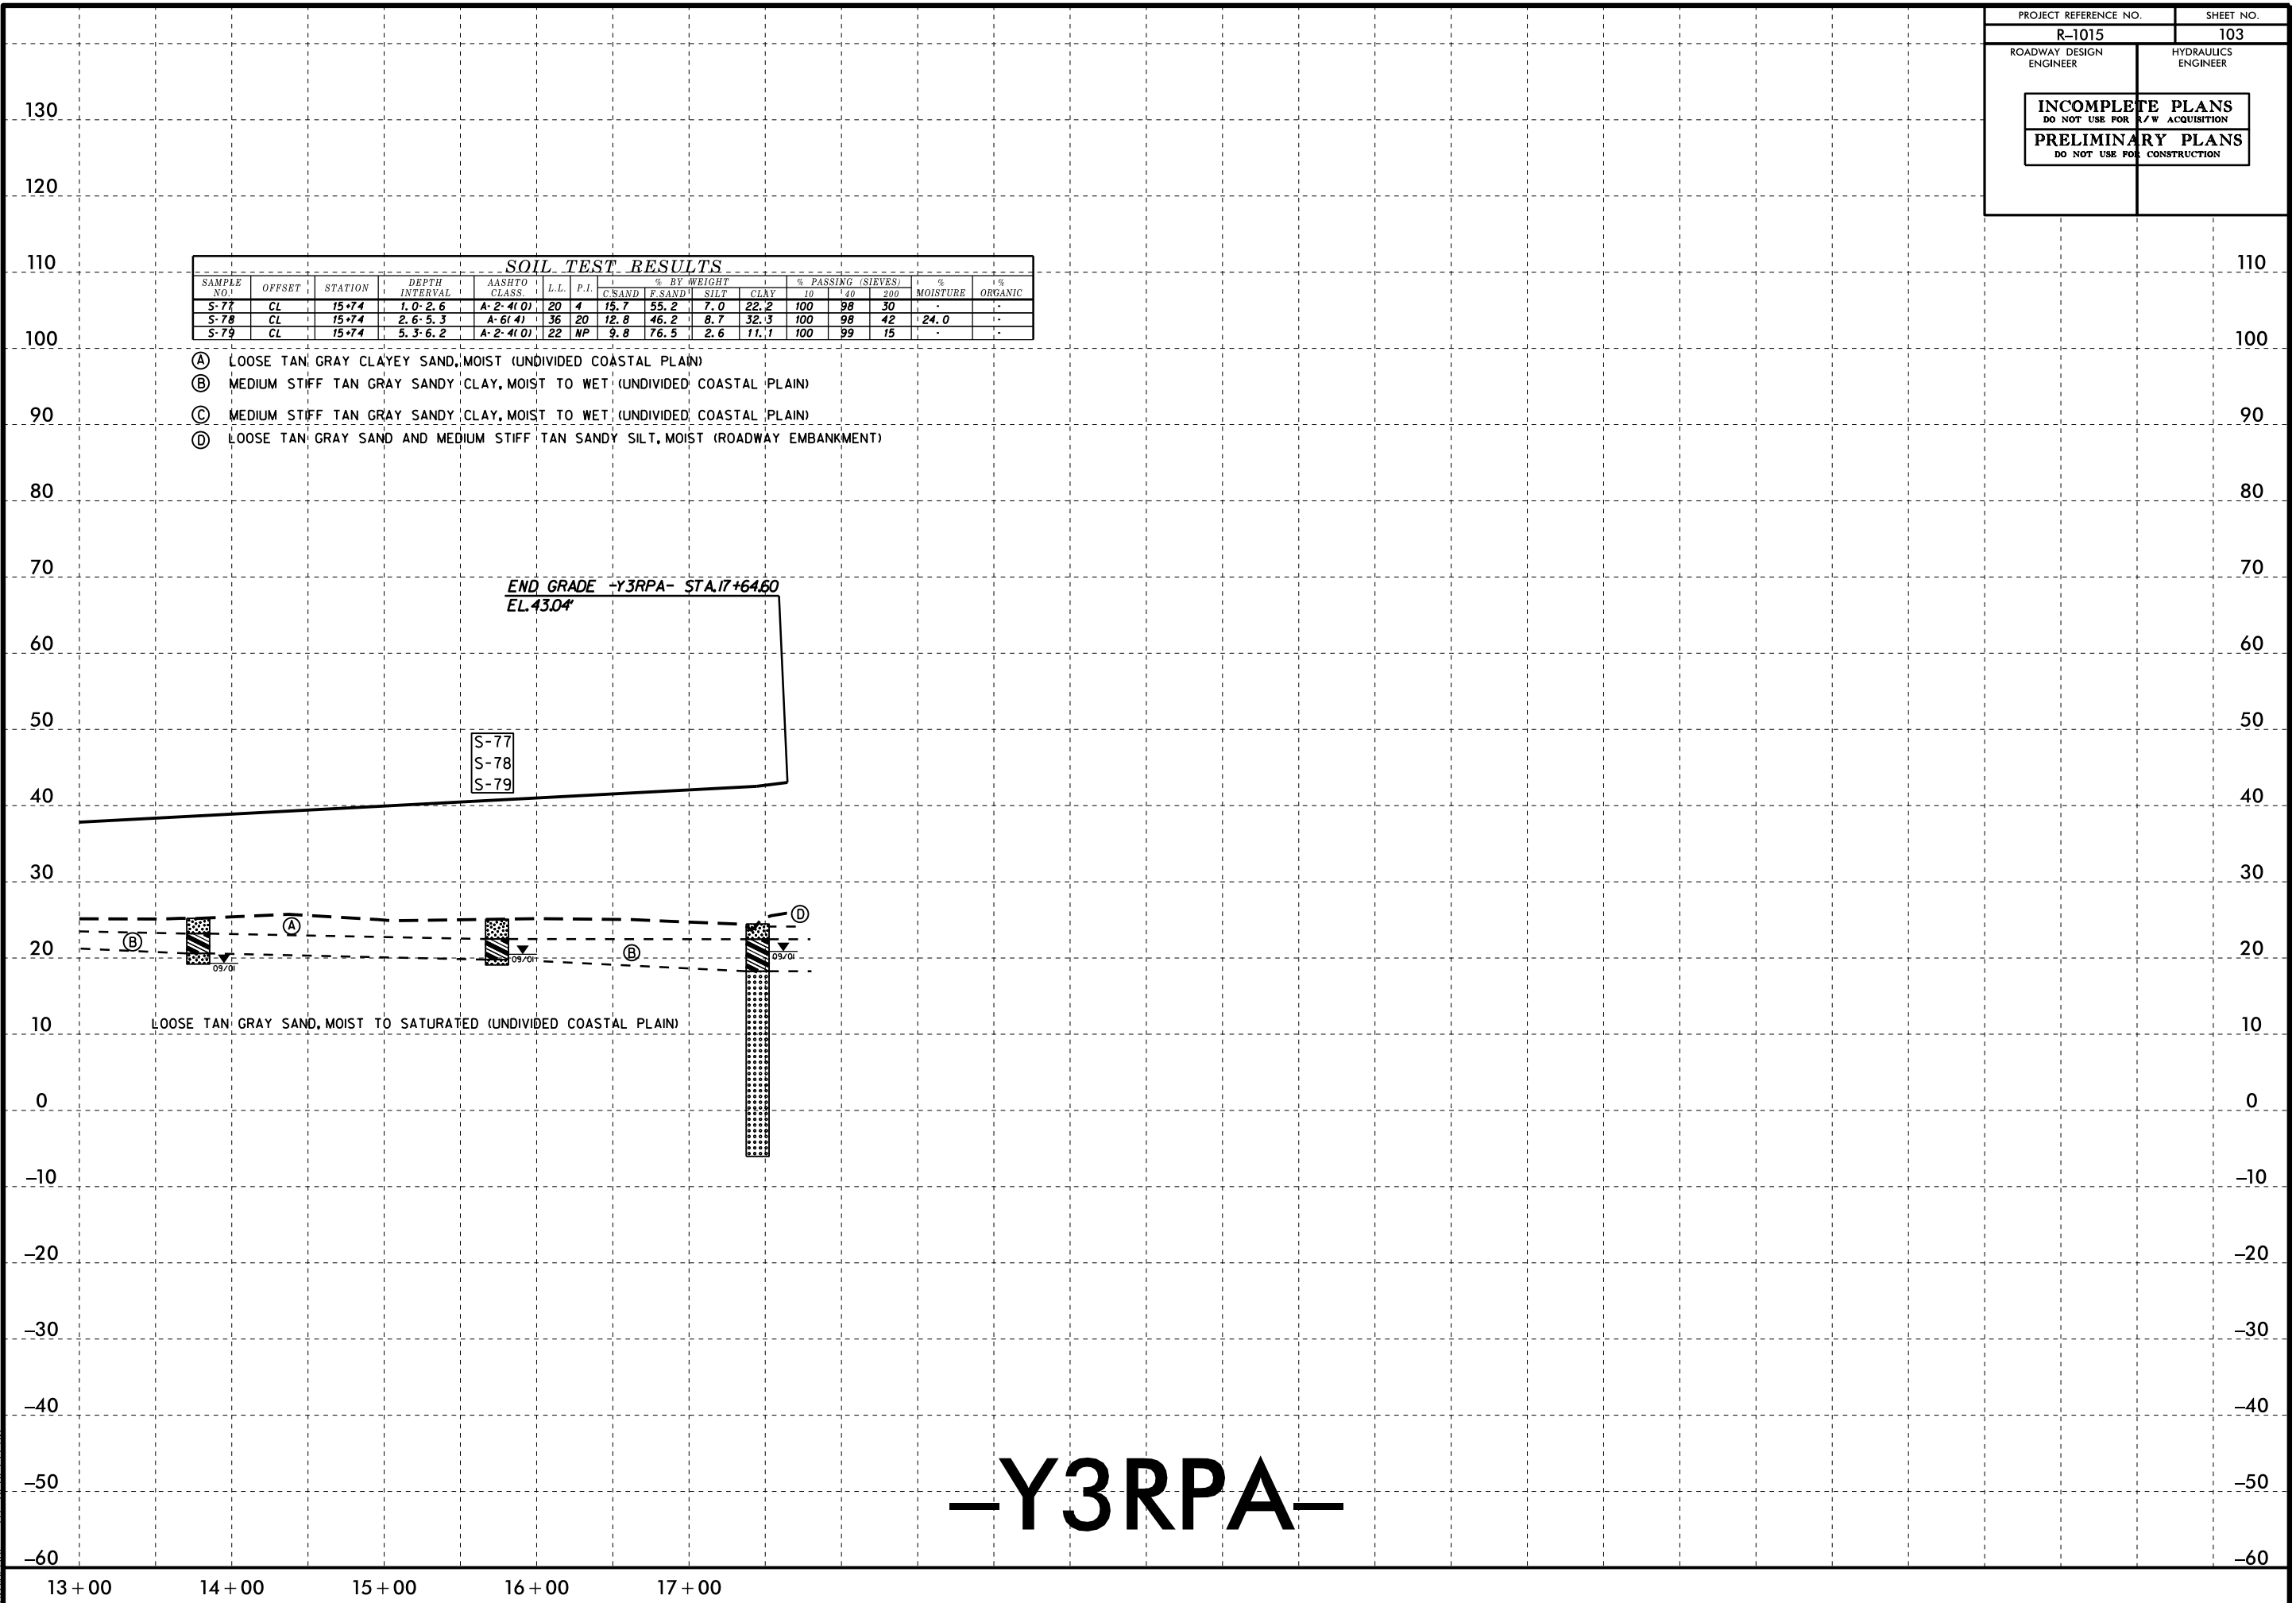 PROJECT REFERENCE NO. SHEET NO.
R–1015 103
ROADWAY DESIGN ENGINEER HYDRAULICS ENGINEER
INCOMPLETE PLANS
DO NOT USE FOR R/W ACQUISITION
PRELIMINARY PLANS
DO NOT USE FOR CONSTRUCTION
130
120
110 110
SOIL TEST RESULTS
SAMPLE NO. OFFSET STATION DEPTH INTERVAL AASHTO CLASS. L.L. P.I. % BY WEIGHT % PASSING (SIEVES) % MOISTURE % ORGANIC
C.SAND F.SAND SILT CLAY 10 40 200
S-77 CL 15+74 1.0-2.6 A-2-4(0) 20 4 15.7 55.2 7.0 22.2 100 98 30 - -
S-78 CL 15+74 2.6-5.3 A-6(4) 36 20 12.8 46.2 8.7 32.3 100 98 42 24.0 -
S-79 CL 15+74 5.3-6.2 A-2-4(0) 22 NP 9.8 76.5 2.6 11.1 100 99 15 - -
100 100
A LOOSE TAN GRAY CLAYEY SAND, MOIST (UNDIVIDED COASTAL PLAIN)
B MEDIUM STIFF TAN GRAY SANDY CLAY, MOIST TO WET (UNDIVIDED COASTAL PLAIN)
90 90
C MEDIUM STIFF TAN GRAY SANDY CLAY, MOIST TO WET (UNDIVIDED COASTAL PLAIN)
D LOOSE TAN GRAY SAND AND MEDIUM STIFF TAN SANDY SILT, MOIST (ROADWAY EMBANKMENT)
80 80
70 70
END GRADE -Y3RPA- STA.17+64.60
EL.43.04'
60 60
50 50
S-77
S-78
S-79
40 40
30 30
A D
B B
20 20
09/01 09/01 09/01
10 10
LOOSE TAN GRAY SAND, MOIST TO SATURATED (UNDIVIDED COASTAL PLAIN)
0 0
–10 –10
–20 –20
–30 –30
–40 –40
–50 –50
–Y3RPA–
–60 –60
13+00 14+00 15+00 16+00 17+00